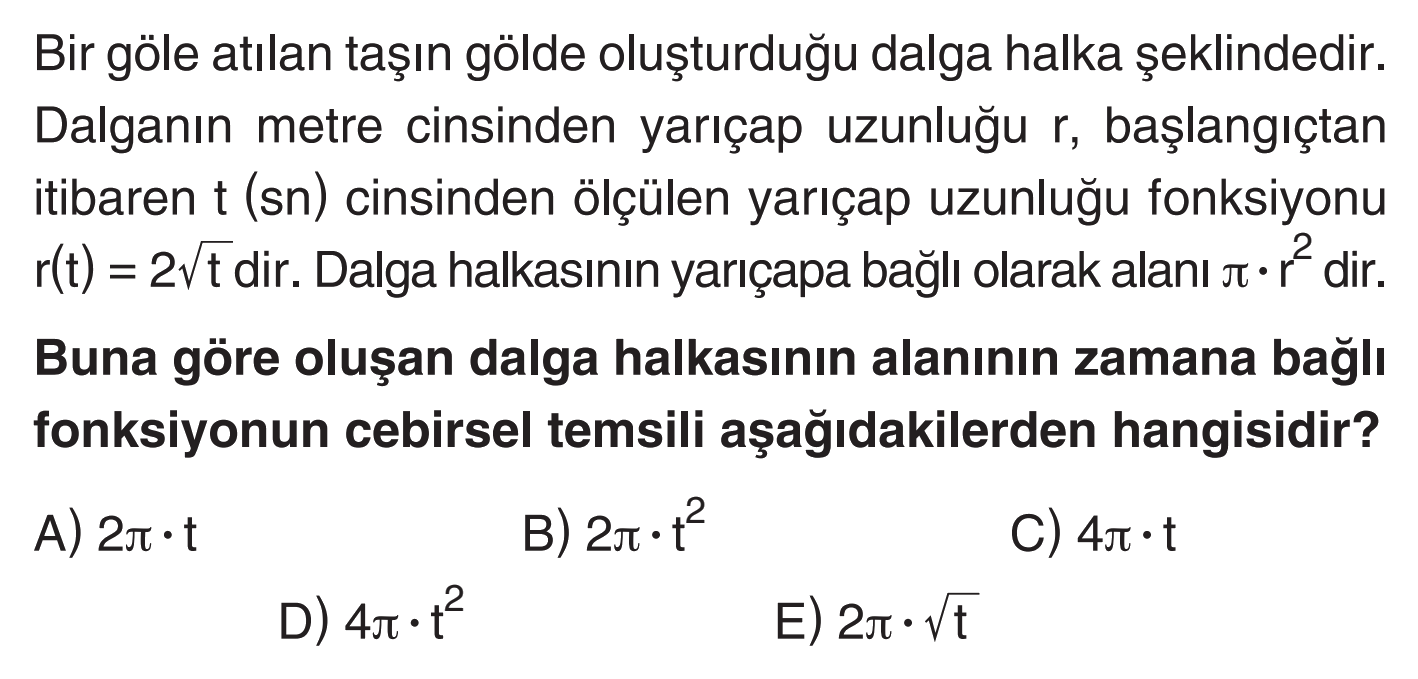 Bir göle atılan taşın gölde oluşturduğu dalga halka şeklindedir.
Dalganın metre cinsinden yarıçap uzunluğu r, başlangıçtan
itibaren t (sn) cinsinden ölçülen yarıçap uzunluğu fonksiyonu
r(t) = 2√t dir. Dalga halkasının yarıçapa bağlı olarak alanı π · r² dir.
Buna göre oluşan dalga halkasının alanının zamana bağlı
fonksiyonun cebirsel temsili aşağıdakilerden hangisidir?
A) 2π · t B) 2π · t² C) 4π · t
D) 4π · t² E) 2π · √t